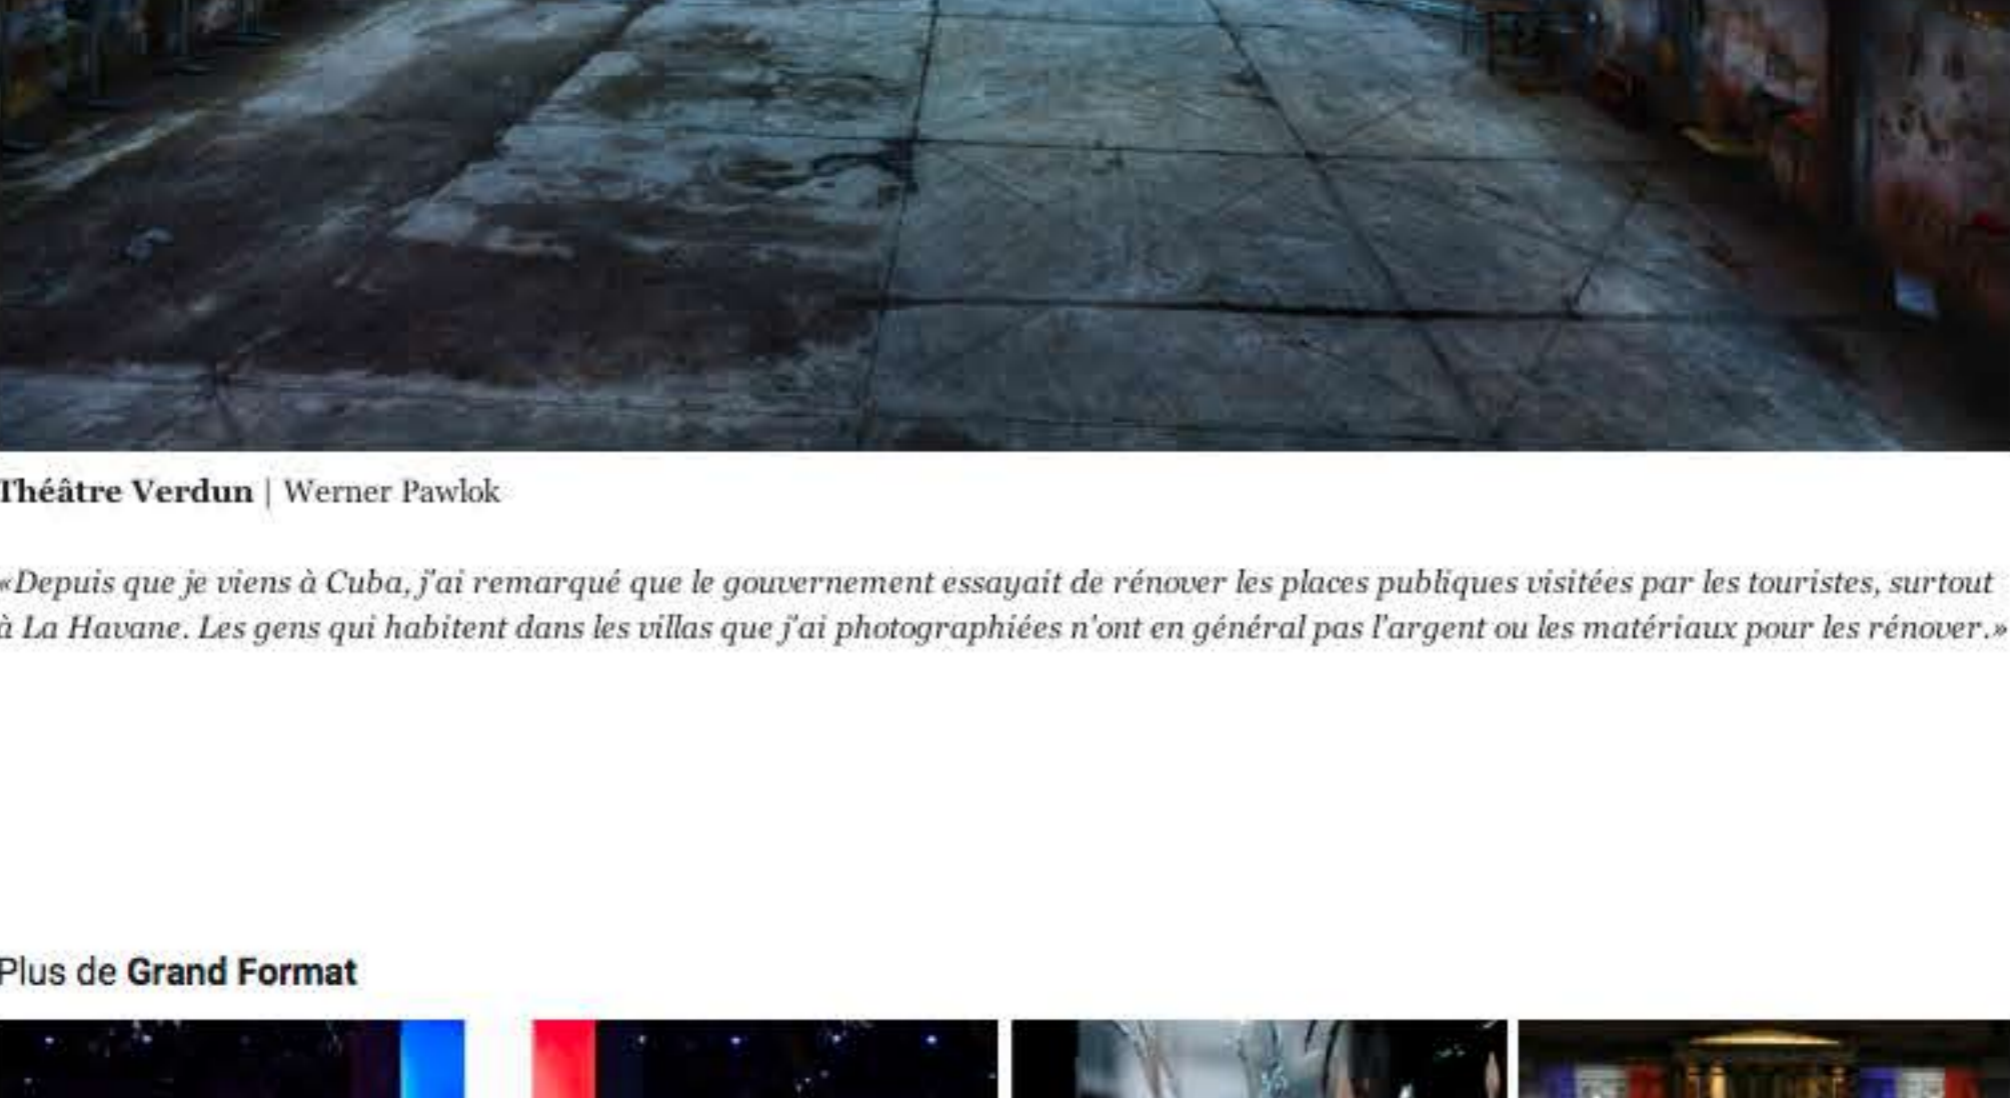 Théâtre Verdun | Werner Pawlok
«Depuis que je viens à Cuba, j'ai remarqué que le gouvernement essayait de rénover les places publiques visitées par les touristes, surtout
à La Havane. Les gens qui habitent dans les villas que j'ai photographiées n'ont en général pas l'argent ou les matériaux pour les rénover.»
Plus de Grand Format